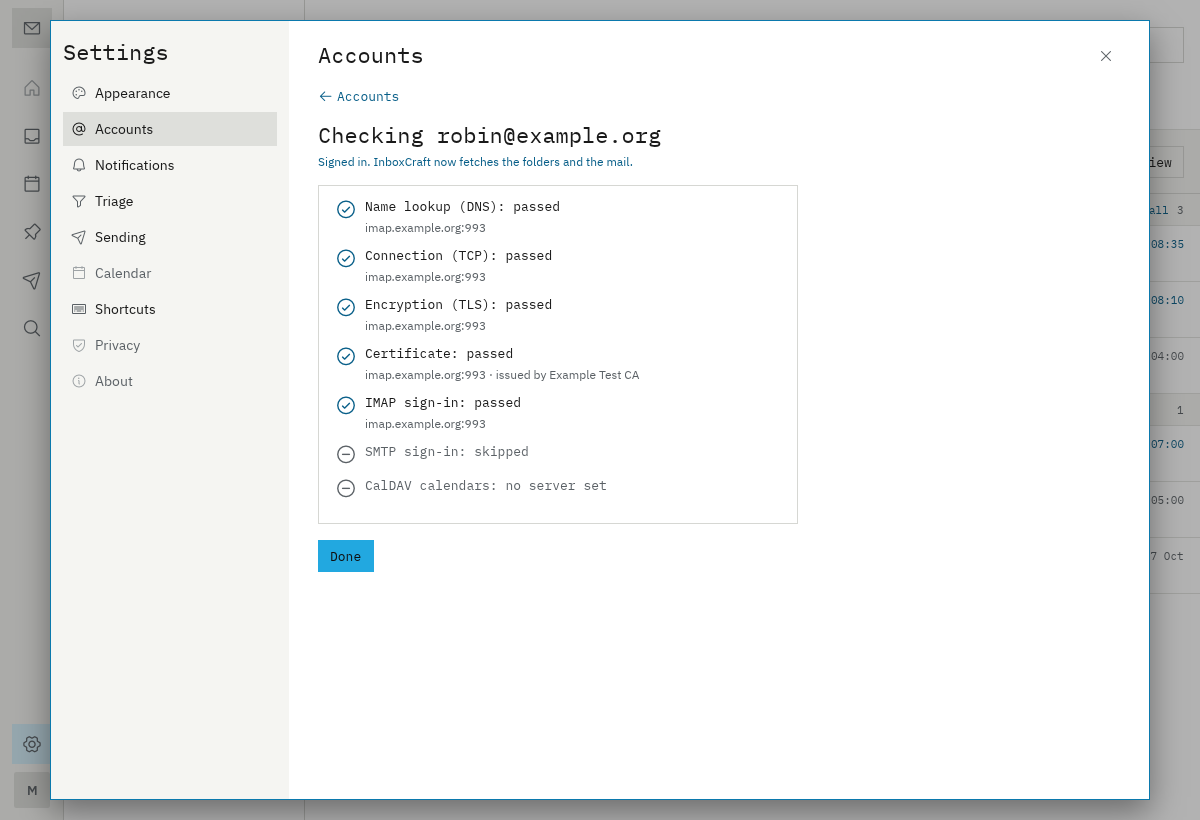 Settings
Appearance
Accounts
Notifications
Triage
Sending
Calendar
Shortcuts
Privacy
About
M
Accounts
← Accounts
Checking robin@example.org
Signed in. InboxCraft now fetches the folders and the mail.
Name lookup (DNS): passed
imap.example.org:993
Connection (TCP): passed
imap.example.org:993
Encryption (TLS): passed
imap.example.org:993
Certificate: passed
imap.example.org:993 · issued by Example Test CA
IMAP sign-in: passed
imap.example.org:993
SMTP sign-in: skipped
CalDAV calendars: no server set
Done
iew
all 3
08:35
08:10
04:00
1
07:00
05:00
7 Oct